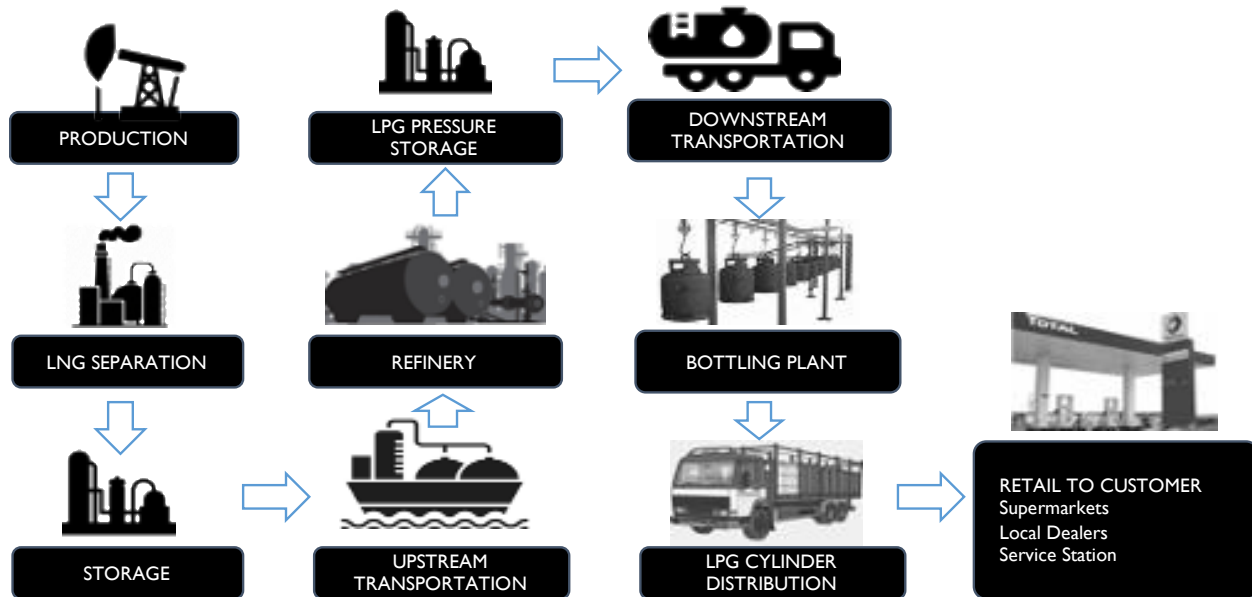 PRODUCTION
LNG SEPARATION
STORAGE
UPSTREAM
TRANSPORTATION
REFINERY
LPG PRESSURE
STORAGE
DOWNSTREAM
TRANSPORTATION
BOTTLING PLANT
LPG CYLINDER
DISTRIBUTION
TOTAL
RETAIL TO CUSTOMER
Supermarkets
Local Dealers
Service Station